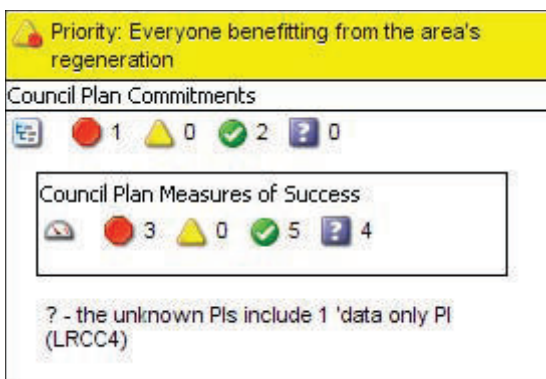 Priority: Everyone benefitting from the area's
regeneration
Council Plan Commitments
1 0 2 ? 0
Council Plan Measures of Success
3 0 5 ? 4
? - the unknown PIs include 1 'data only PI
(LRCC4)